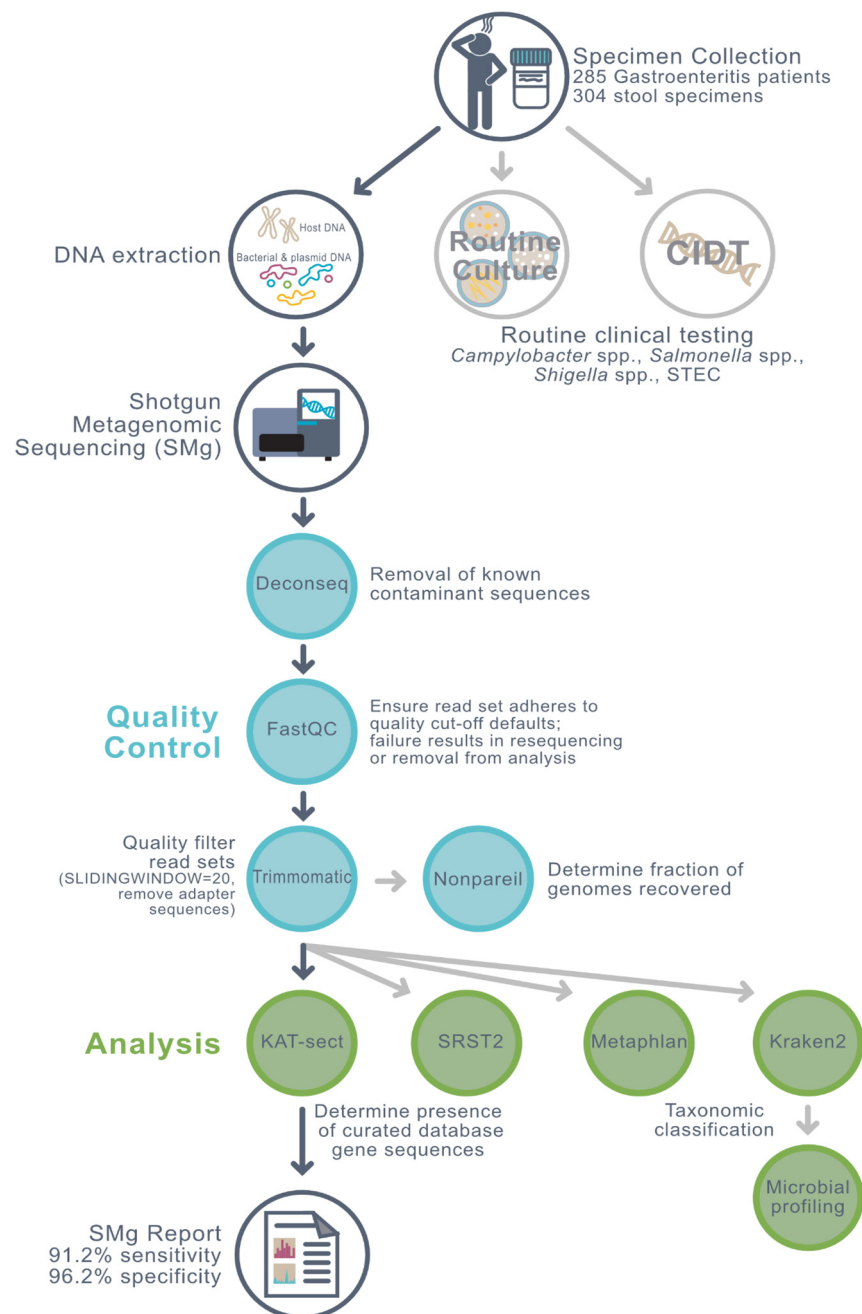 Specimen Collection
285 Gastroenteritis patients
304 stool specimens
DNA extraction
Host DNA
Bacterial & plasmid DNA
Routine
Culture
CIDT
Routine clinical testing
Campylobacter spp., Salmonella spp.,
Shigella spp., STEC
Shotgun
Metagenomic
Sequencing (SMg)
Deconseq
Removal of known
contaminant sequences
Quality
Control
FastQC
Ensure read set adheres to
quality cut-off defaults;
failure results in resequencing
or removal from analysis
Quality filter
read sets
(SLIDINGWINDOW=20,
remove adapter
sequences)
Trimmomatic
Nonpareil
Determine fraction of
genomes recovered
Analysis
KAT-sect
SRST2
Metaphlan
Kraken2
Determine presence
of curated database
gene sequences
Taxonomic
classification
Microbial
profiling
SMg Report
91.2% sensitivity
96.2% specificity